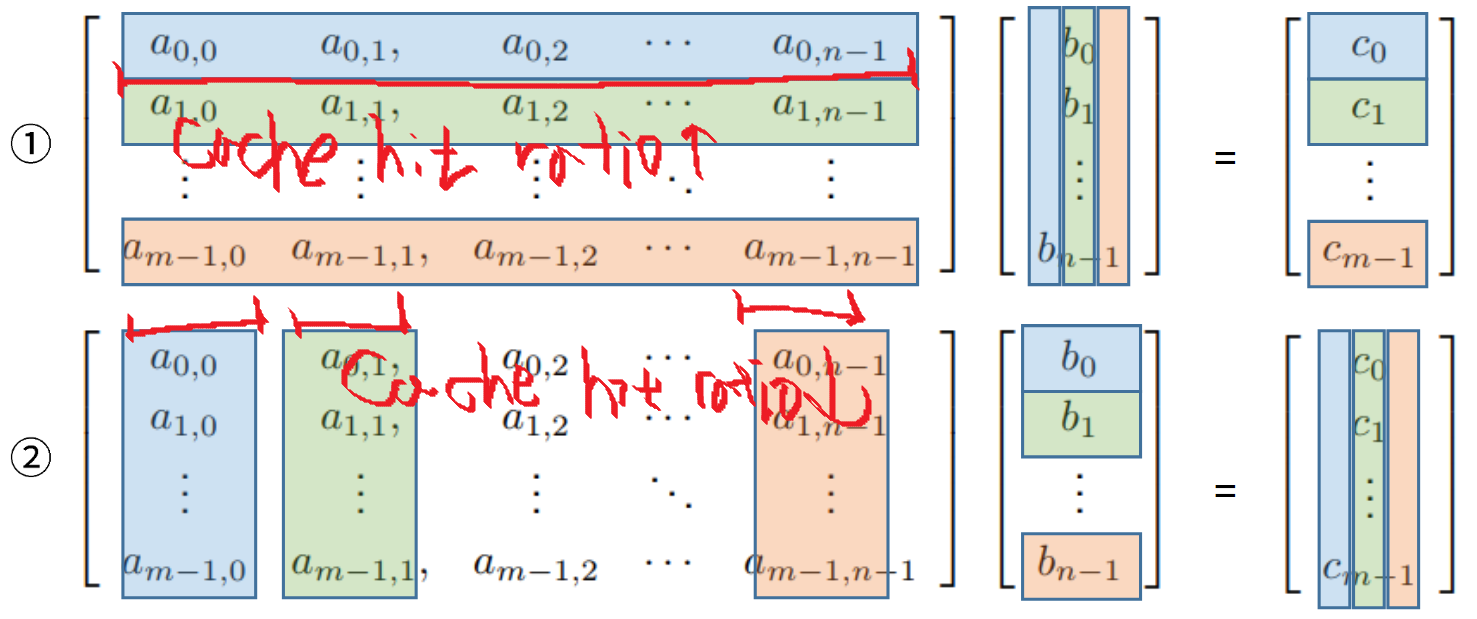 ①
a0,0 a0,1, a0,2 ⋯ a0,n−1 b0 c0
a1,0 a1,1, a1,2 ⋯ a1,n−1 b1 c1
Cache hit ratio↑
⋮ ⋮ ⋮ ⋱ ⋮ ⋮ = ⋮
am−1,0 am−1,1, am−1,2 ⋯ am−1,n−1 bn−1 cm−1
②
a0,0 a0,1, a0,2 ⋯ a0,n−1 b0 c0
Cache hit ratio↓
a1,0 a1,1, a1,2 ⋯ a1,n−1 b1 c1
⋮ ⋮ ⋮ ⋱ ⋮ ⋮ = ⋮
am−1,0 am−1,1, am−1,2 ⋯ am−1,n−1 bn−1 cm−1